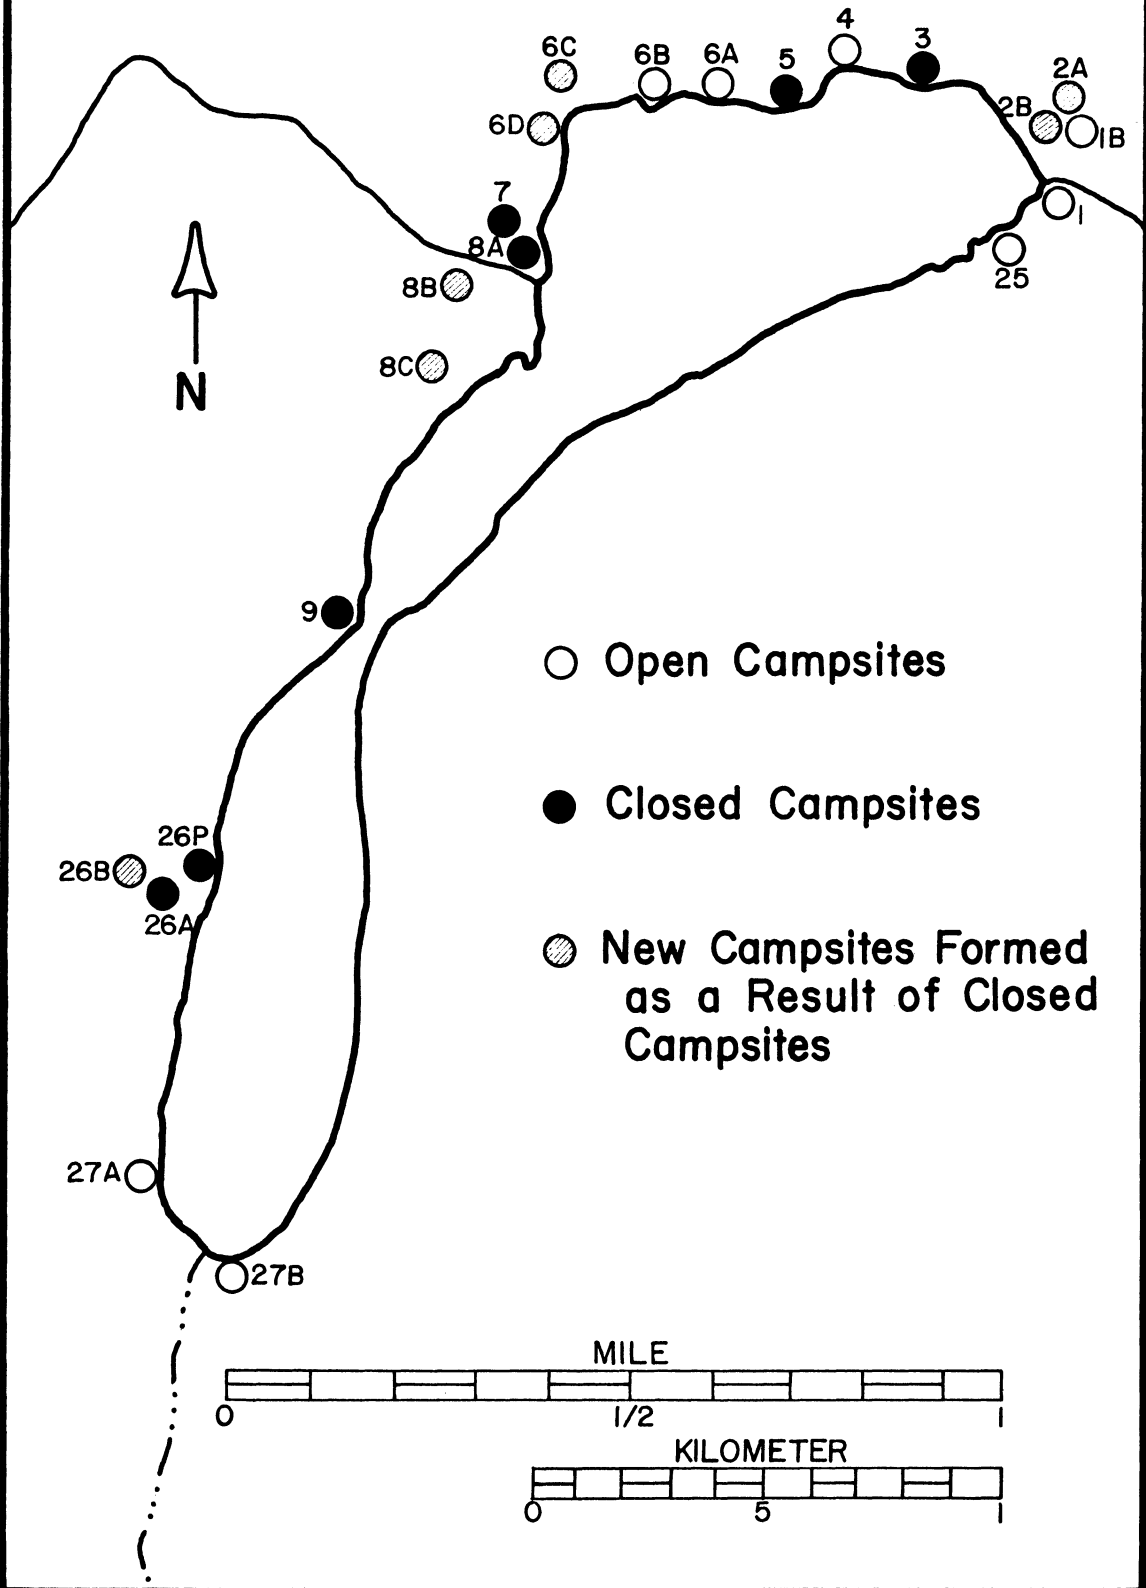 4
3
6C
6B
6A
5
2A
2B
1B
6D
7
8A
1
25
8B
8C
N
9
Open Campsites
Closed Campsites
26P
26B
26A
New Campsites Formed
as a Result of Closed
Campsites
27A
27B
MILE
0 1/2 1
KILOMETER
0 5 1